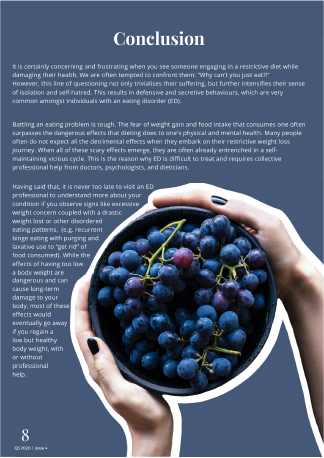 Conclusion
It is certainly concerning and frustrating when you see someone engaging in a restrictive diet while
damaging their health. We are often tempted to confront them: "Why can't you just eat?!"
However, this line of questioning not only trivialises their suffering, but further intensifies their sense
of isolation and self-hatred. This results in defensive and secretive behaviours, which are very
common amongst individuals with an eating disorder (ED).
Battling an eating problem is tough. The fear of weight gain and food intake that consumes one often
surpasses the dangerous effects that dieting does to one's physical and mental health. Many people
often do not expect all the detrimental effects when they embark on their restrictive weight loss
journey. When all of these scary effects emerge, they are often already entrenched in a self-
maintaining vicious cycle. This is the reason why ED is difficult to treat and requires collective
professional help from doctors, psychologists, and dieticians.
Having said that, it is never too late to visit an ED
professional to understand more about your
condition if you observe signs like excessive
weight concern coupled with a drastic
weight lost or other disordered
eating patterns, (e.g. recurrent
binge eating with purging and
laxative use to "get rid" of
food consumed). While the
effects of having too low
a body weight are
dangerous and can
cause long-term
damage to your
body, most of these
effects would
eventually go away
if you regain a
low but healthy
body weight, with
or without
professional
help.
8
Q3 2020 | Issue 4